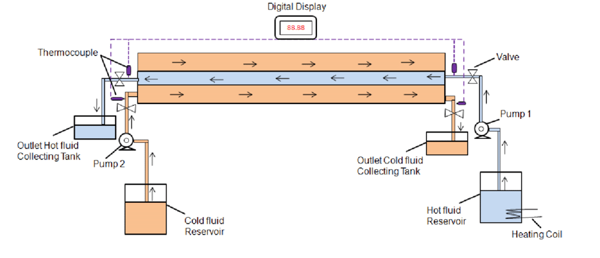 Digital Display
88.88
Thermocouple
Valve
Pump 1
Outlet Hot fluid
Collecting Tank
Pump 2
Outlet Cold fluid
Collecting Tank
Cold fluid
Reservoir
Hot fluid
Reservoir
Heating Coil